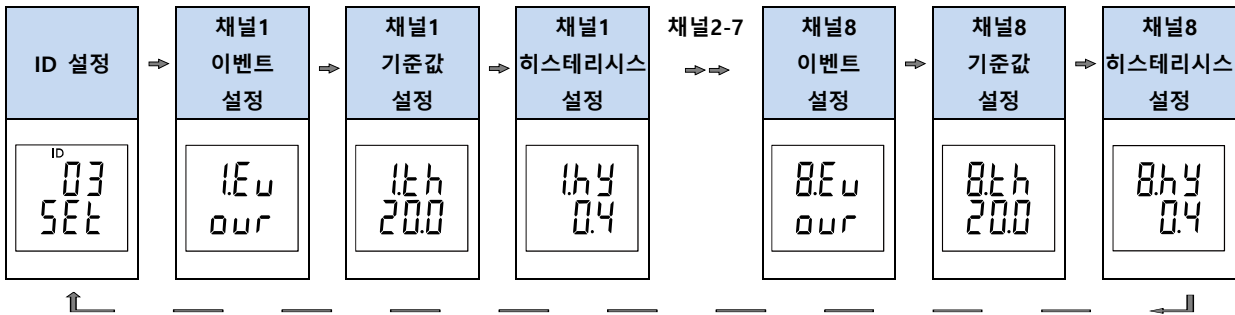 ID 설정
채널1
이벤트
설정
채널1
기준값
설정
채널1
히스테리시스
설정
채널2-7
채널8
이벤트
설정
채널8
기준값
설정
채널8
히스테리시스
설정
ID
03
SEt
1.Eu
our
1.th
20.0
1.hy
0.4
8.Eu
our
8.th
20.0
8.hy
0.4